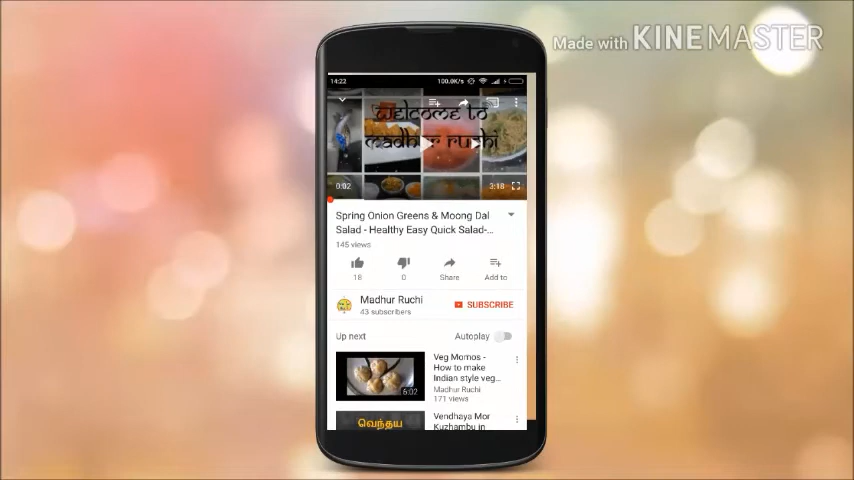 Made with KINEMASTER
14:22
100.0K/s
welcome to
madhur ruchi
0:02
3:18
Spring Onion Greens & Moong Dal
Salad - Healthy Easy Quick Salad-...
145 views
18
0
Share
Add to
Madhur Ruchi
43 subscribers
SUBSCRIBE
Up next
Autoplay
6:02
Veg Momos -
How to make
Indian style veg...
Madhur Ruchi
171 views
வெந்தய
Vendhaya Mor
Kuzhambu in